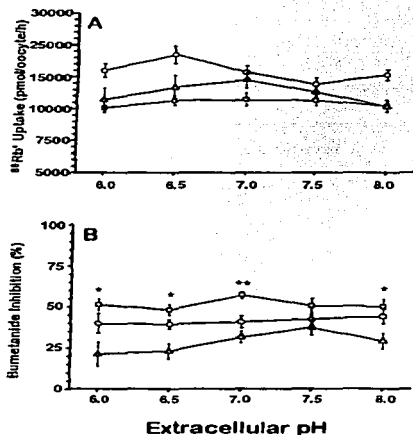 A
30000
25000
15000
10000
7500
5000
⁸⁶Rb⁺ Uptake (pmol/oocyte/h)
6.0 6.5 7.0 7.5 8.0
B
100
75
50
25
0
Bumetanide Inhibition (%)
* * ** *
6.0 6.5 7.0 7.5 8.0
Extracellular pH